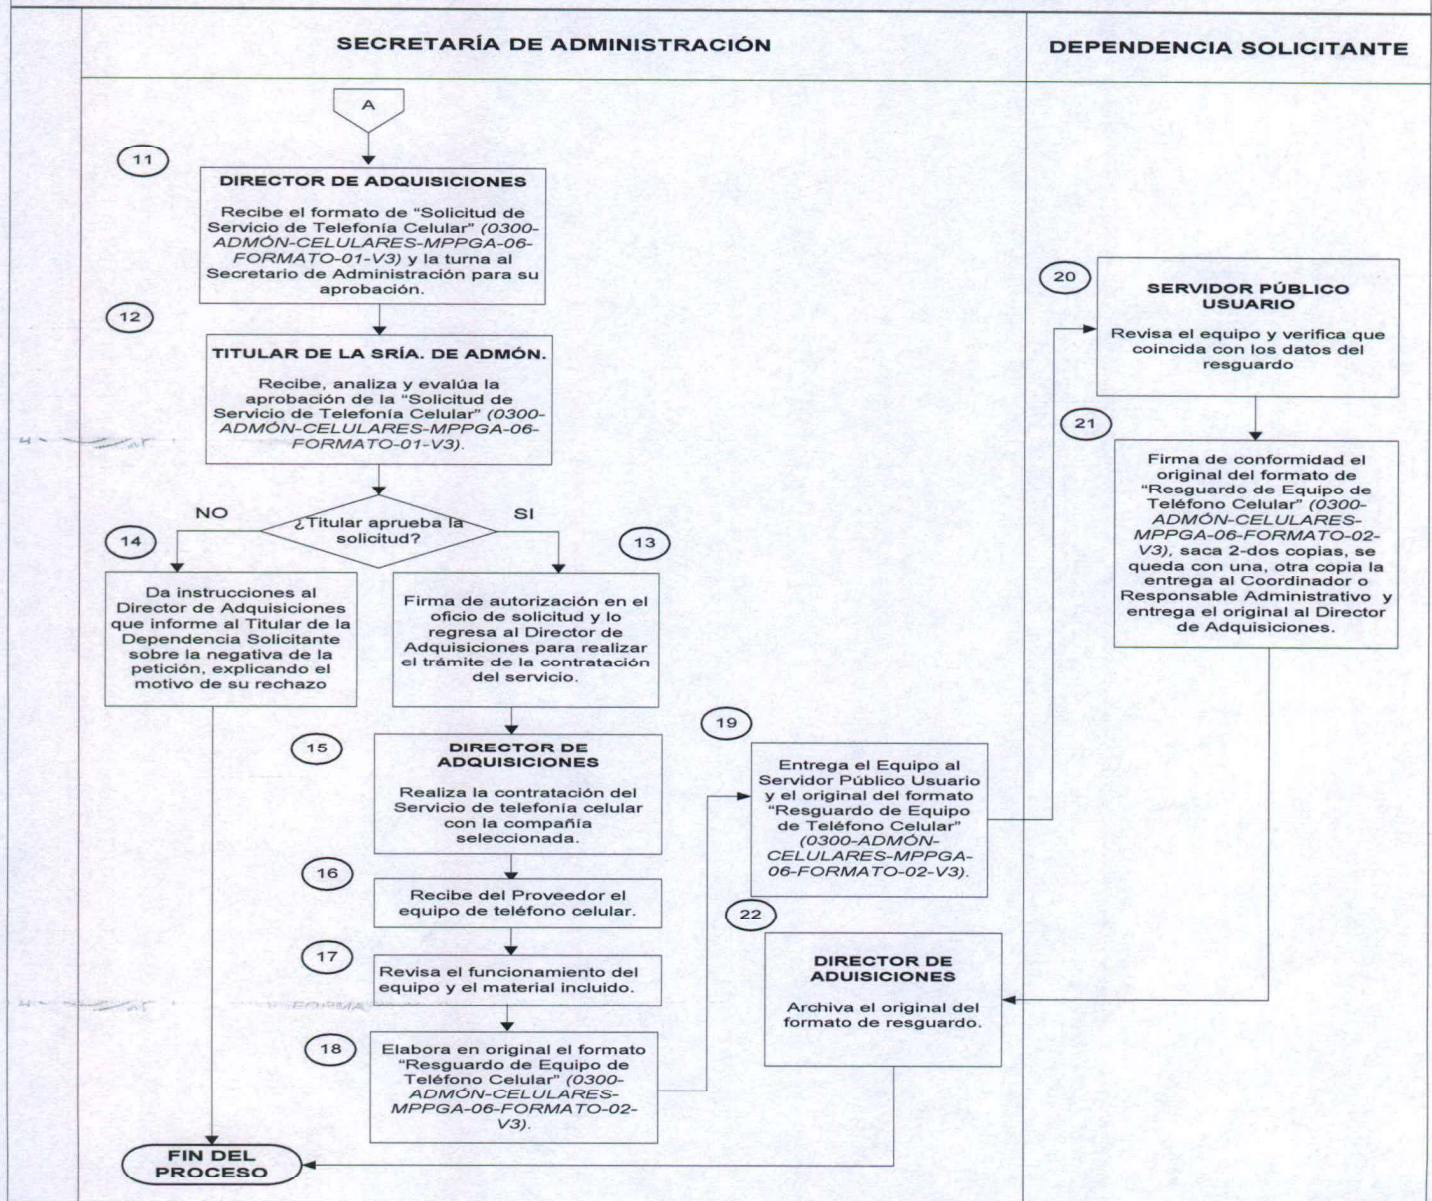 SECRETARÍA DE ADMINISTRACIÓN
DEPENDENCIA SOLICITANTE
A
11
DIRECTOR DE ADQUISICIONES
Recibe el formato de “Solicitud de
Servicio de Telefonía Celular” (0300-
ADMÓN-CELULARES-MPPGA-06-
FORMATO-01-V3) y la turna al
Secretario de Administración para su
aprobación.
12
TITULAR DE LA SRÍA. DE ADMÓN.
Recibe, analiza y evalúa la
aprobación de la “Solicitud de
Servicio de Telefonía Celular” (0300-
ADMÓN-CELULARES-MPPGA-06-
FORMATO-01-V3).
¿Titular aprueba la
solicitud?
NO
SI
14
Da instrucciones al
Director de Adquisiciones
que informe al Titular de la
Dependencia Solicitante
sobre la negativa de la
petición, explicando el
motivo de su rechazo
13
Firma de autorización en el
oficio de solicitud y lo
regresa al Director de
Adquisiciones para realizar
el trámite de la contratación
del servicio.
15
DIRECTOR DE
ADQUISICIONES
Realiza la contratación del
Servicio de telefonía celular
con la compañía
seleccionada.
16
Recibe del Proveedor el
equipo de teléfono celular.
17
Revisa el funcionamiento del
equipo y el material incluido.
18
Elabora en original el formato
“Resguardo de Equipo de
Teléfono Celular” (0300-
ADMÓN-CELULARES-
MPPGA-06-FORMATO-02-
V3).
19
Entrega el Equipo al
Servidor Público Usuario
y el original del formato
“Resguardo de Equipo
de Teléfono Celular”
(0300-ADMÓN-
CELULARES-MPPGA-
06-FORMATO-02-V3).
20
SERVIDOR PÚBLICO
USUARIO
Revisa el equipo y verifica que
coincida con los datos del
resguardo
21
Firma de conformidad el
original del formato de
“Resguardo de Equipo de
Teléfono Celular” (0300-
ADMÓN-CELULARES-
MPPGA-06-FORMATO-02-
V3), saca 2-dos copias, se
queda con una, otra copia la
entrega al Coordinador o
Responsable Administrativo y
entrega el original al Director
de Adquisiciones.
22
DIRECTOR DE
ADUISICIONES
Archiva el original del
formato de resguardo.
FIN DEL
PROCESO